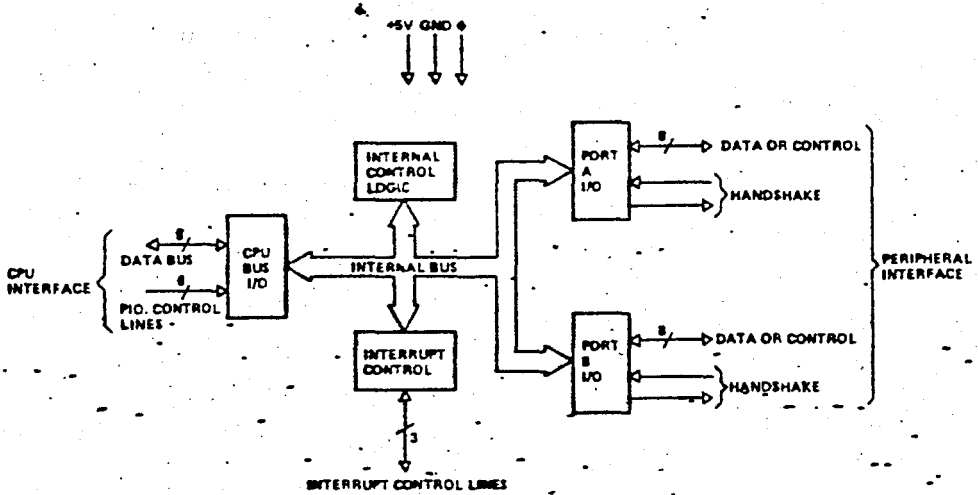 +5V GND Φ
INTERNAL
CONTROL
LOGIC
PORT
A
I/O
8
DATA OR CONTROL
HANDSHAKE
CPU
INTERFACE
8
DATA BUS
6
PIO. CONTROL
LINES
CPU
BUS
I/O
INTERNAL BUS
PERIPHERAL
INTERFACE
INTERRUPT
CONTROL
3
INTERRUPT CONTROL LINES
PORT
B
I/O
8
DATA OR CONTROL
HANDSHAKE